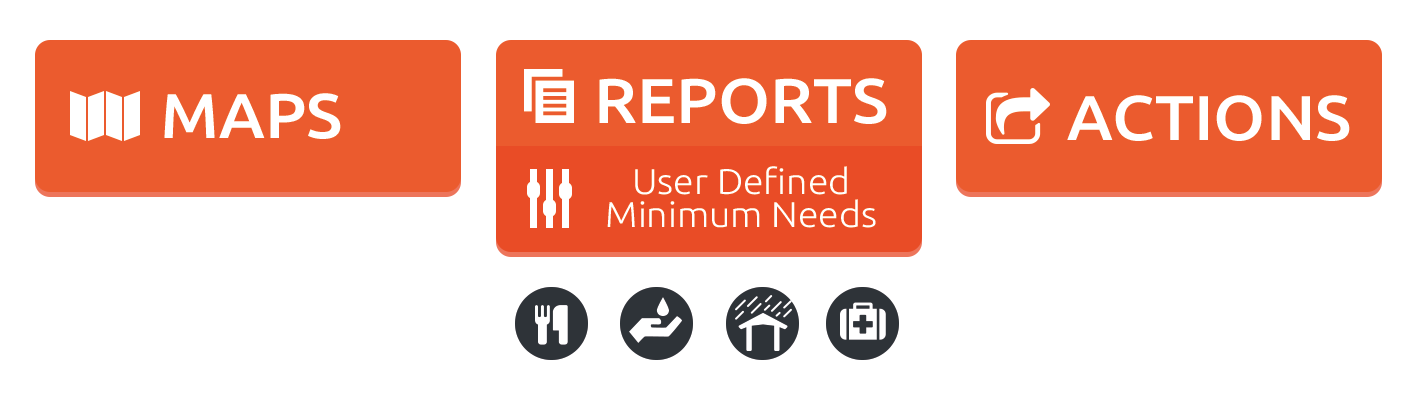 MAPS
REPORTS
User Defined
Minimum Needs
ACTIONS